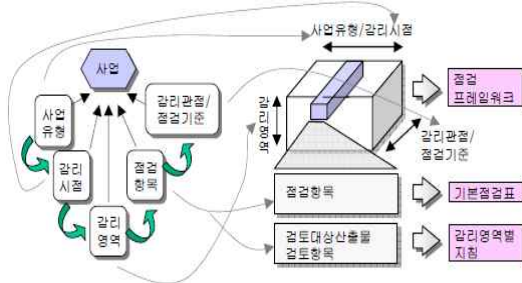 사업유형/감리시점
사업
사업
유형
감리
시점
감리
영역
점검
항목
감리관점/
점검기준
감리영역
감리관점/
점검기준
점검
프레임워크
점검항목
기본점검표
검토대상산출물
검토항목
감리영역별
지침